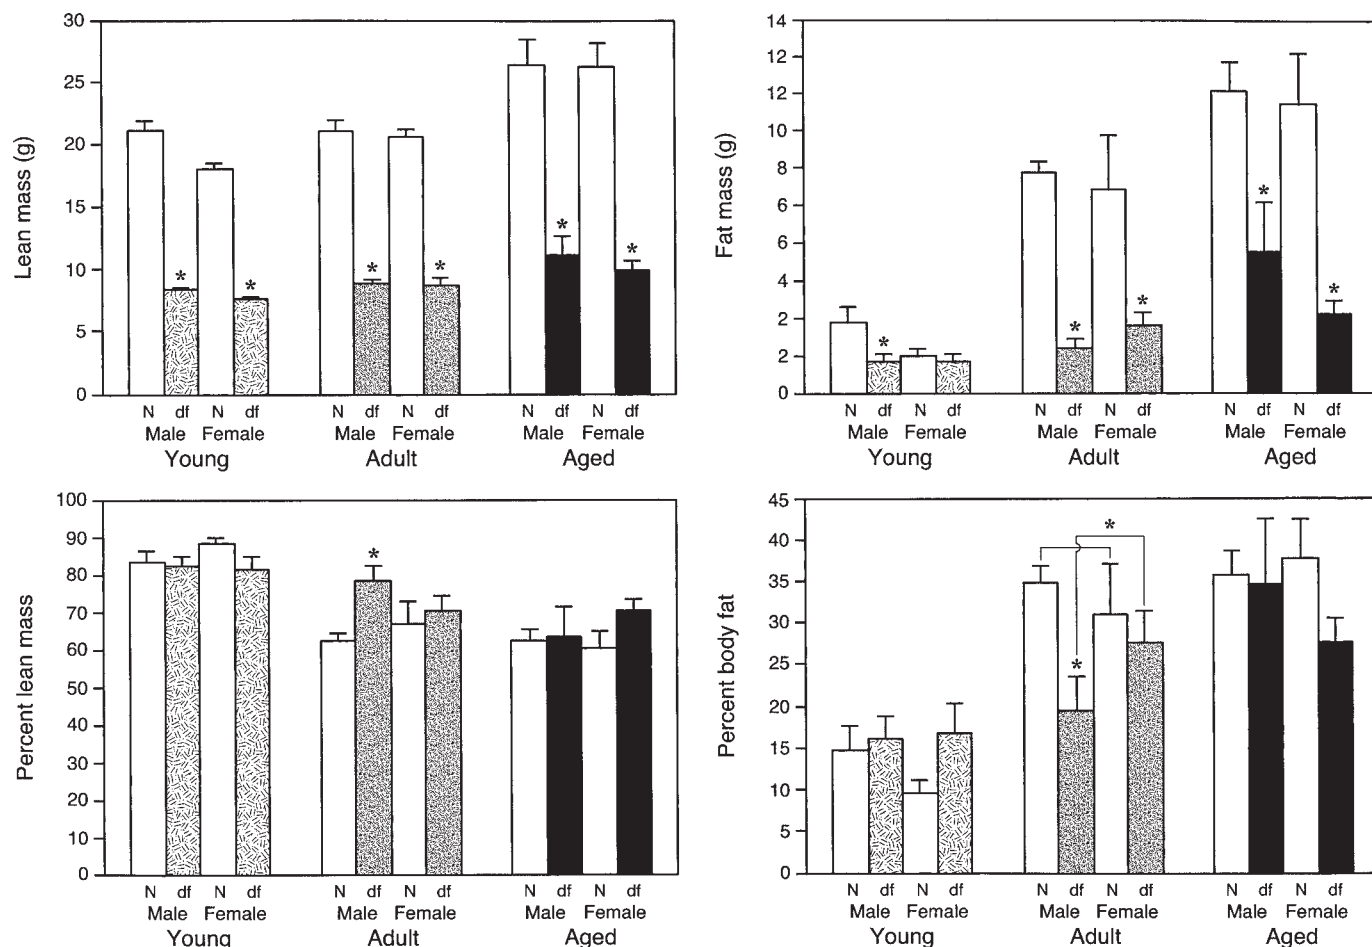 Lean mass (g)
30
25
20
15
10
5
0
*
*
*
*
*
*
N df N df
Male Female
Young
N df N df
Male Female
Adult
N df N df
Male Female
Aged
Fat mass (g)
14
12
12
8
8
6
6
4
2
2
0
*
*
*
*
*
N df N df
Male Female
Young
N df N df
Male Female
Adult
N df N df
Male Female
Aged
Percent lean mass
100
90
80
70
60
50
40
30
20
10
0
*
N df N df
Male Female
Young
N df N df
Male Female
Adult
N df N df
Male Female
Aged
Percent body fat
45
40
35
30
25
20
15
10
5
0
*
*
N df N df
Male Female
Young
N df N df
Male Female
Adult
N df N df
Male Female
Aged